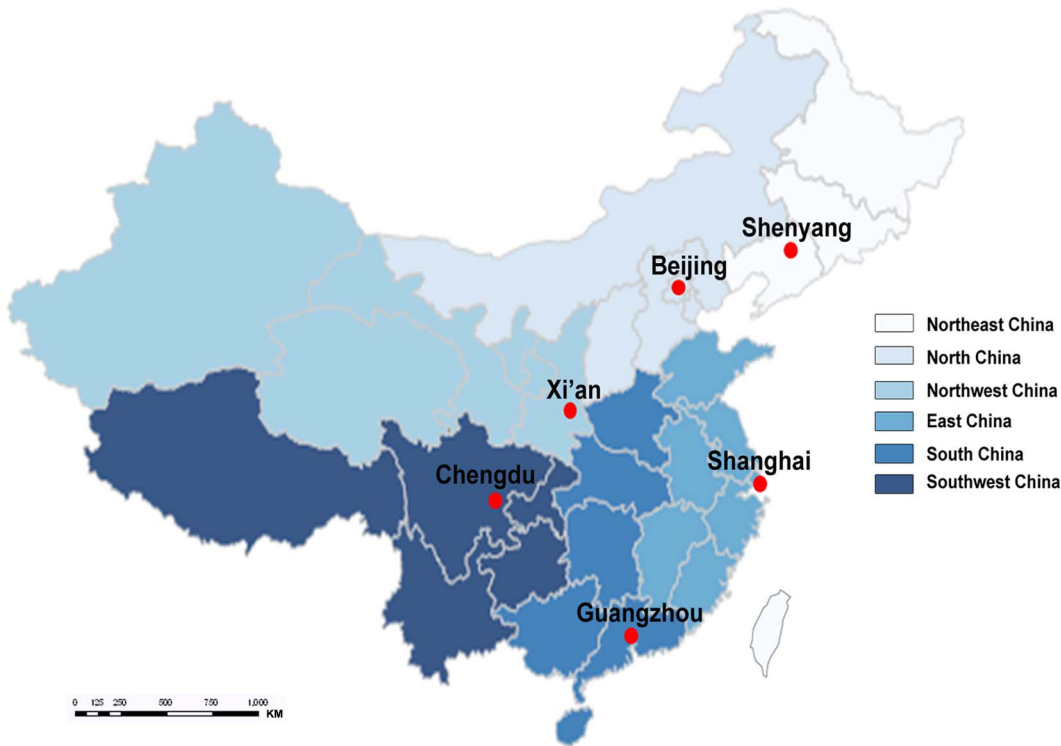 Shenyang
Beijing
Northeast China
North China
Xi’an
Northwest China
East China
Shanghai
South China
Chengdu
Southwest China
Guangzhou
0 125 250 500 750 1,000
KM